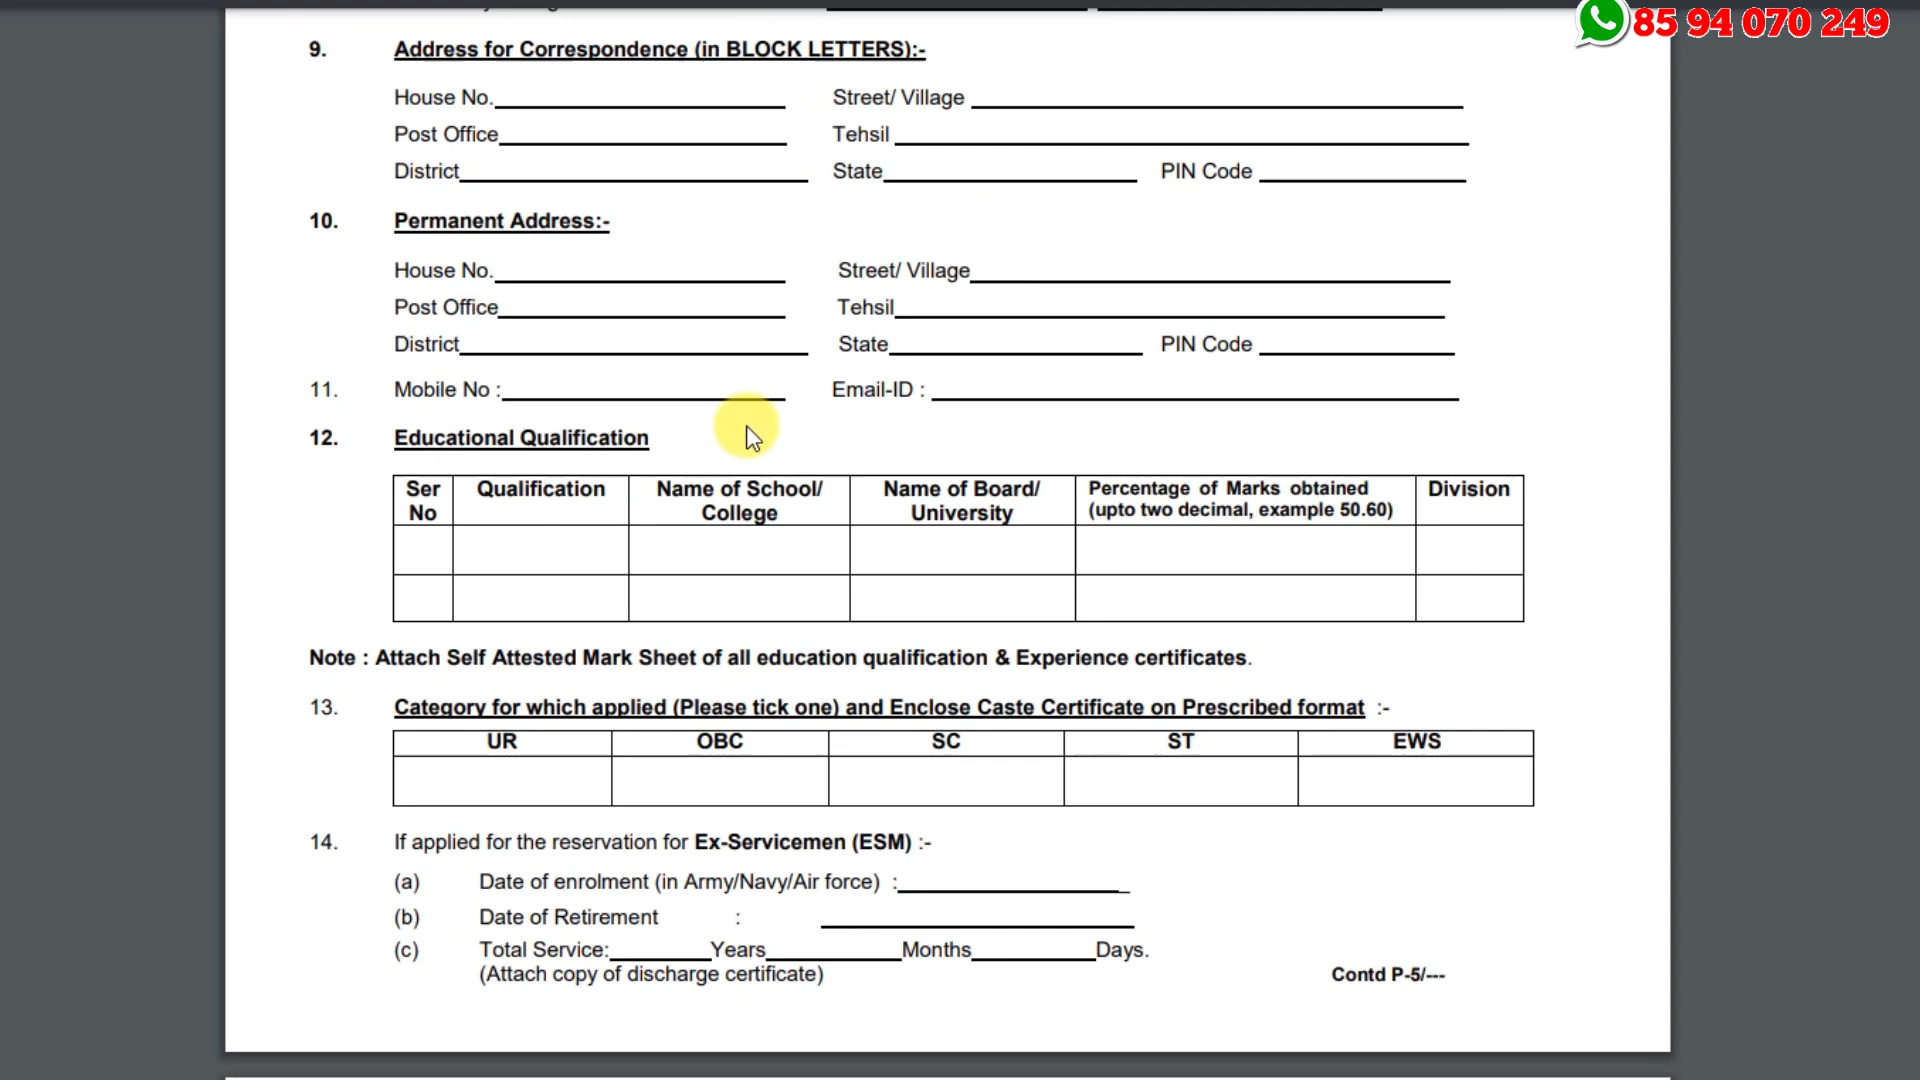 85 94 070 249
9. Address for Correspondence (in BLOCK LETTERS):-
House No. Street/ Village
Post Office Tehsil
District State PIN Code
10. Permanent Address:-
House No. Street/ Village
Post Office Tehsil
District State PIN Code
11. Mobile No : Email-ID :
12. Educational Qualification
Ser No Qualification Name of School/ College Name of Board/ University Percentage of Marks obtained (upto two decimal, example 50.60) Division
Note : Attach Self Attested Mark Sheet of all education qualification & Experience certificates.
13. Category for which applied (Please tick one) and Enclose Caste Certificate on Prescribed format :-
UR OBC SC ST EWS
14. If applied for the reservation for Ex-Servicemen (ESM) :-
(a) Date of enrolment (in Army/Navy/Air force) :
(b) Date of Retirement :
(c) Total Service: Years Months Days.
(Attach copy of discharge certificate) Contd P-5/---